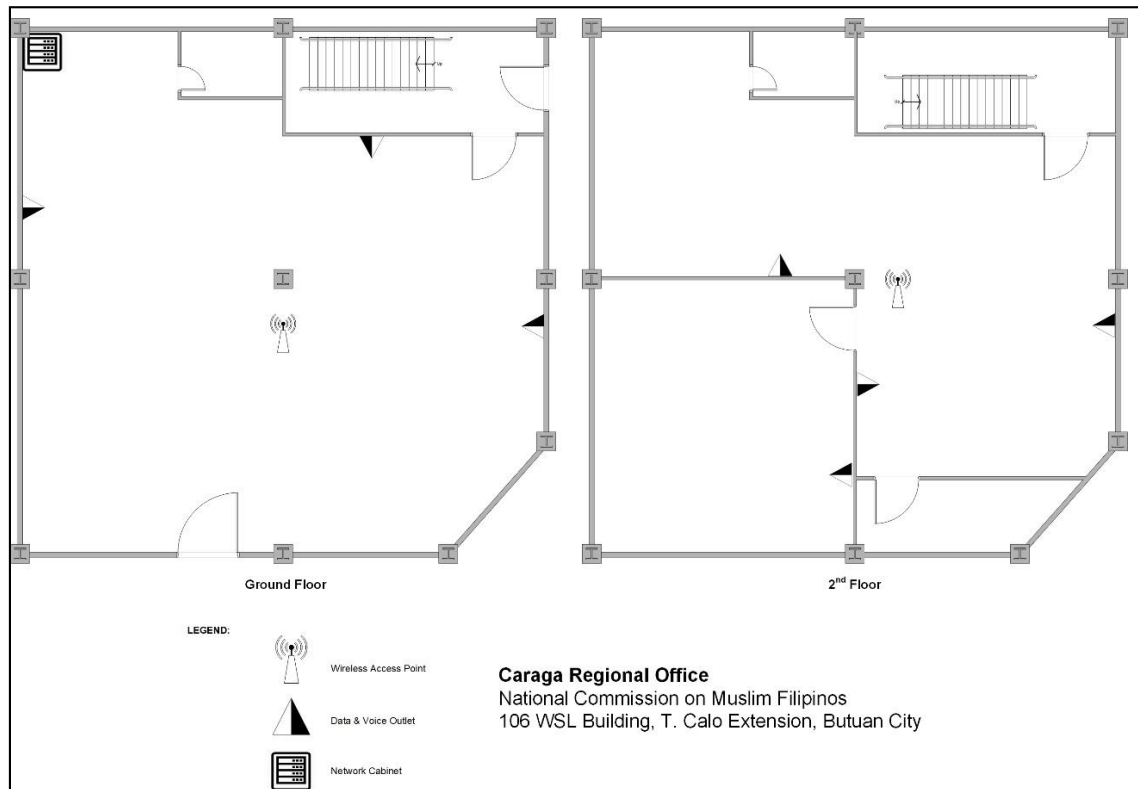 Up
Ground Floor
2nd Floor
LEGEND:
Wireless Access Point
Data & Voice Outlet
Network Cabinet
Caraga Regional Office
National Commission on Muslim Filipinos
106 WSL Building, T. Calo Extension, Butuan City